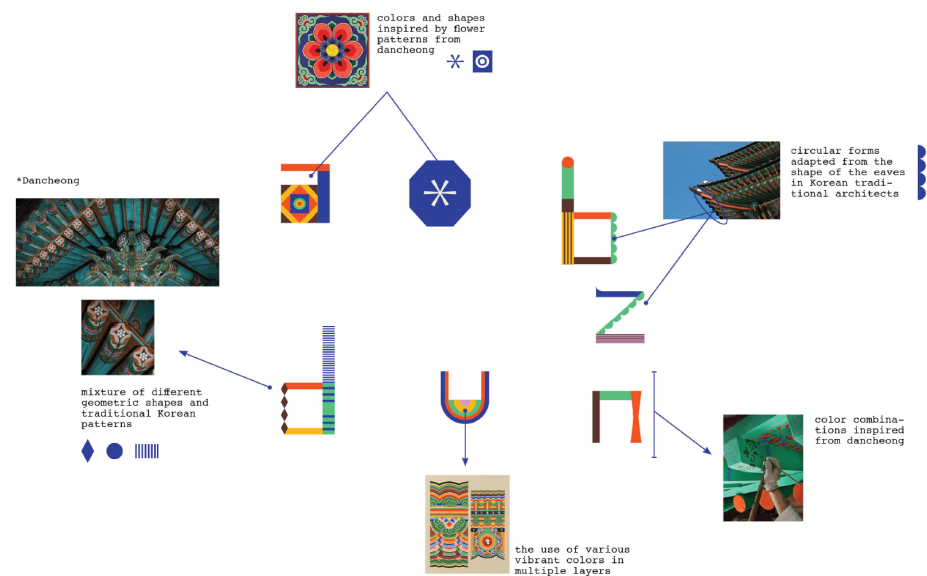 colors and shapes
inspired by flower
patterns from
dancheong
circular forms
adapted from the
shape of the eaves
in Korean tradi-
tional architects
*Dancheong
a
b
z
mixture of different
geometric shapes and
traditional Korean
patterns
d
u
n
color combina-
tions inspired
from dancheong
the use of various
vibrant colors in
multiple layers